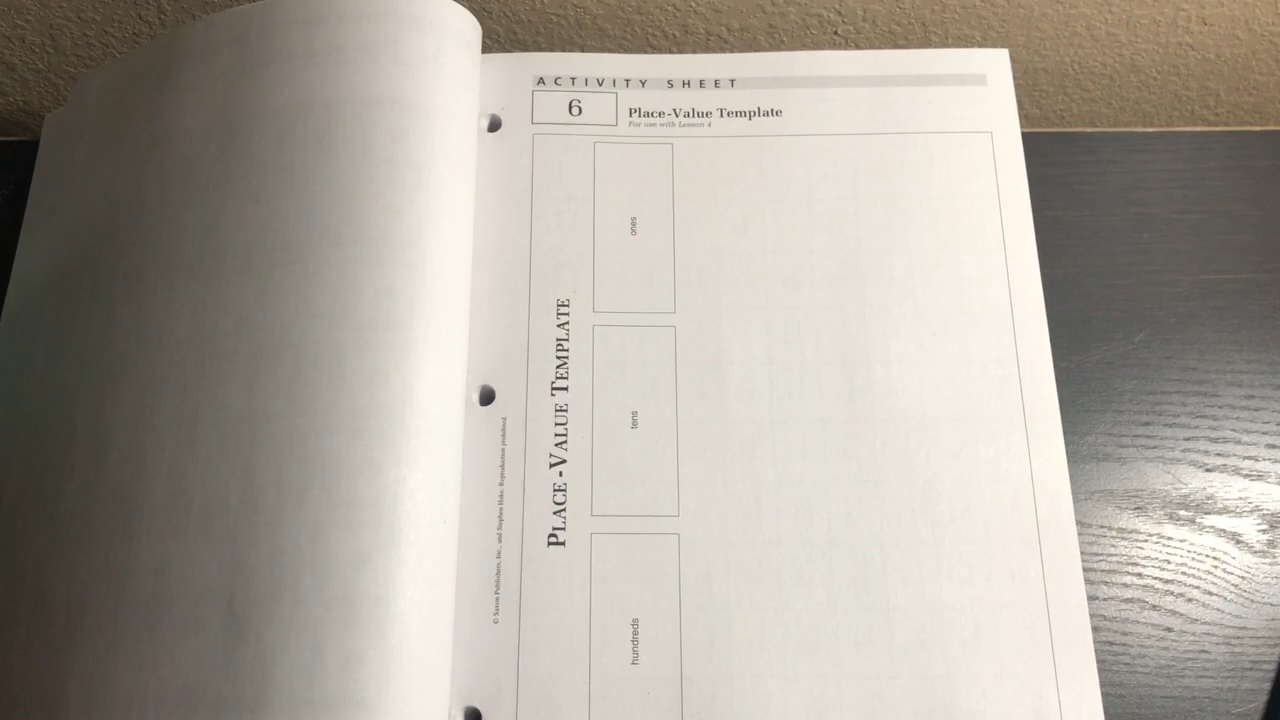 ACTIVITY SHEET
6
Place-Value Template
For use with Lesson 4
PLACE-VALUE TEMPLATE
ones
tens
hundreds
© Saxon Publishers, Inc., and Stephen Hake. Reproduction prohibited.